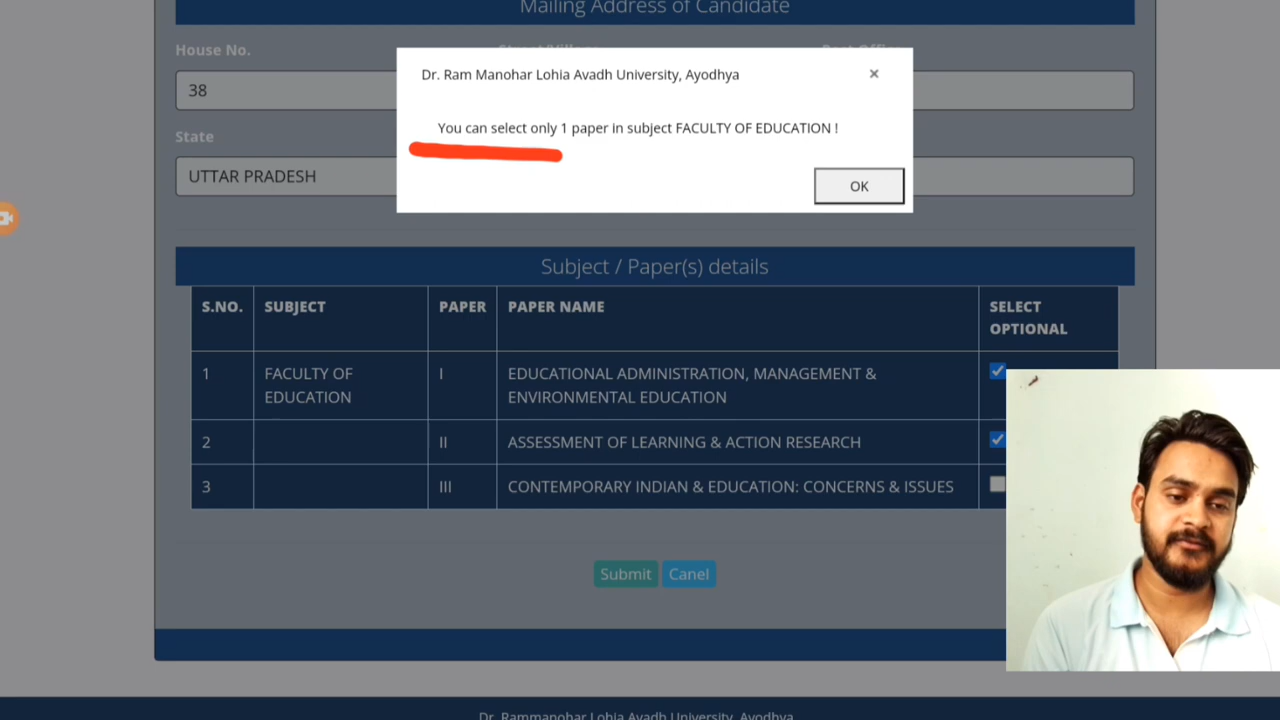 Mailing Address of Candidate
House No.
Dr. Ram Manohar Lohia Avadh University, Ayodhya
×
38
You can select only 1 paper in subject FACULTY OF EDUCATION !
State
UTTAR PRADESH
OK
Subject / Paper(s) details
S.NO. SUBJECT PAPER PAPER NAME SELECT OPTIONAL
1 FACULTY OF EDUCATION I EDUCATIONAL ADMINISTRATION, MANAGEMENT & ENVIRONMENTAL EDUCATION
2 II ASSESSMENT OF LEARNING & ACTION RESEARCH
3 III CONTEMPORARY INDIAN & EDUCATION: CONCERNS & ISSUES
Submit Canel
Dr. Rammanohar Lohia Avadh University, Ayodhya